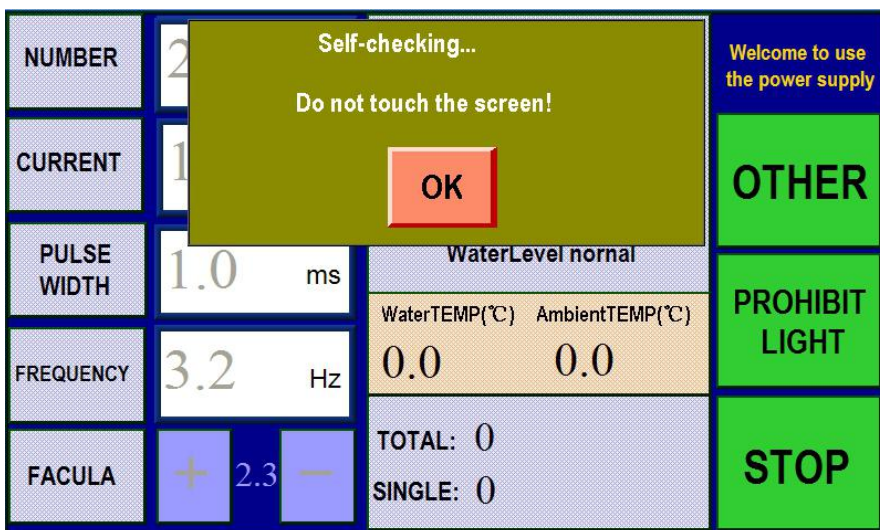 NUMBER
2
Self-checking...
Do not touch the screen!
OK
Welcome to use
the power supply
CURRENT
1
OTHER
PULSE
WIDTH
1.0
ms
WaterLevel nornal
WaterTEMP(℃)
AmbientTEMP(℃)
0.0
0.0
PROHIBIT
LIGHT
FREQUENCY
3.2
Hz
FACULA
+
2.3
−
TOTAL: 0
SINGLE: 0
STOP